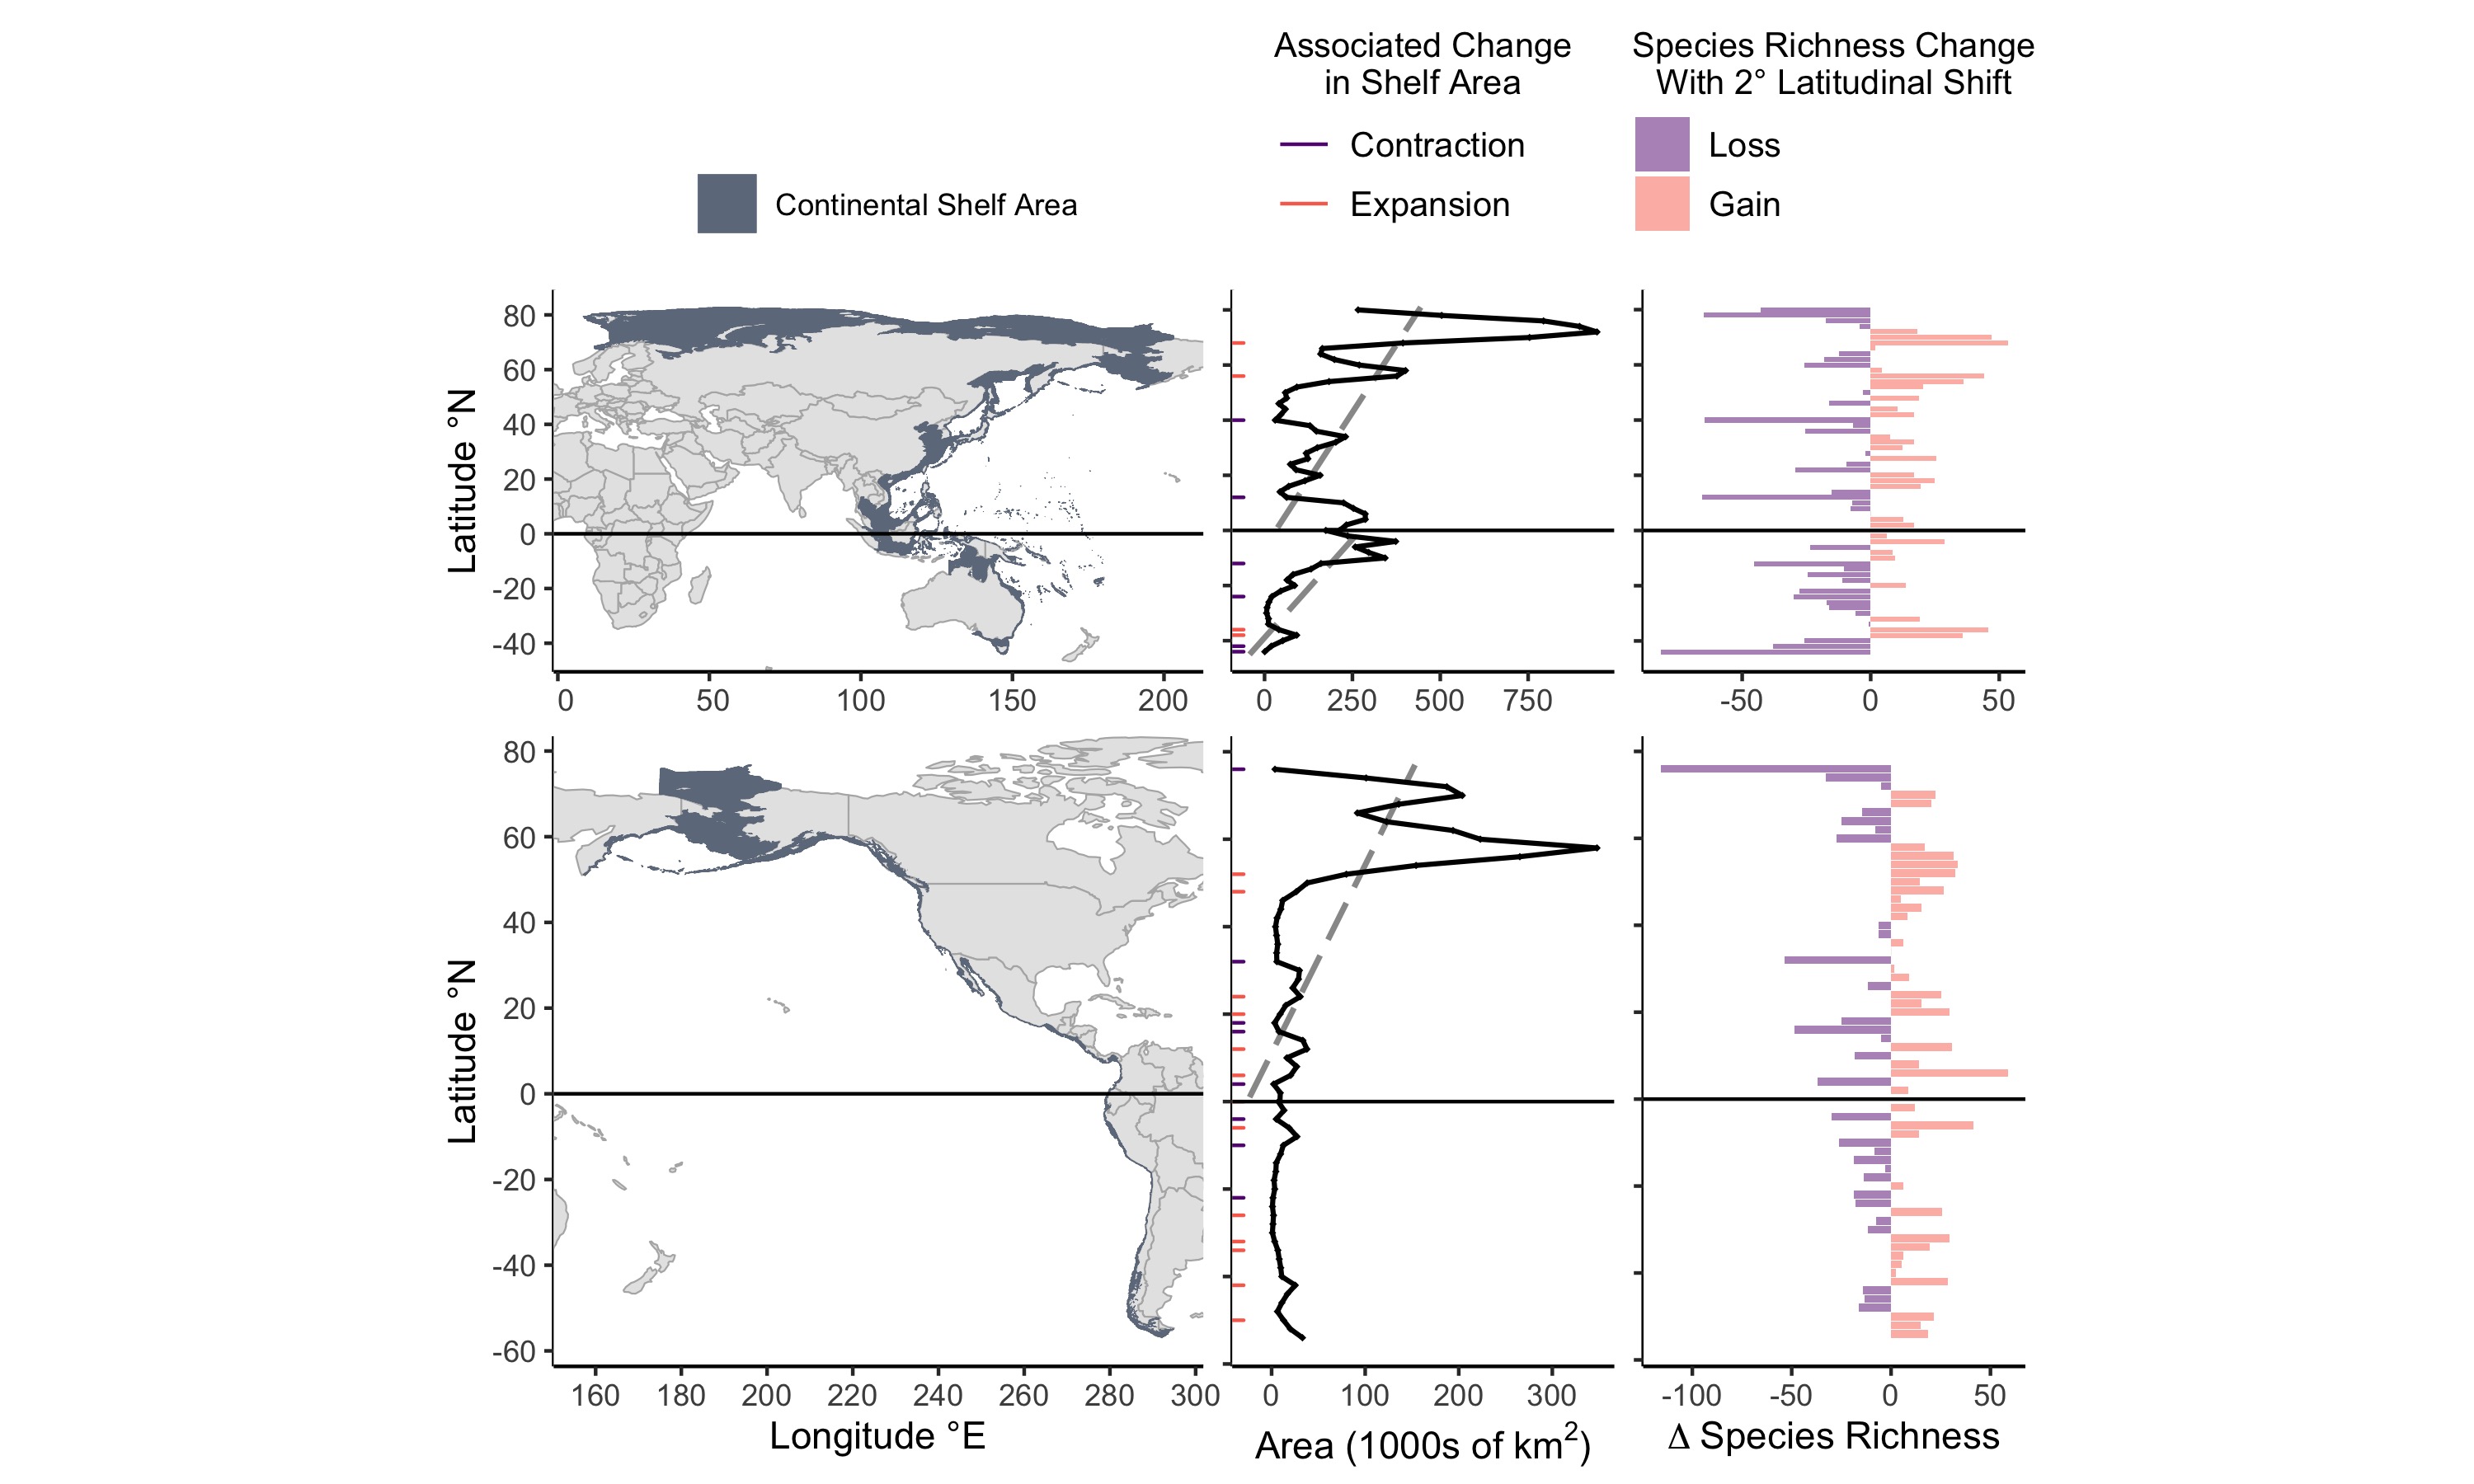 Associated Change
in Shelf Area
Contraction
Expansion
Species Richness Change
With 2° Latitudinal Shift
Loss
Gain
Continental Shelf Area
Latitude °N
80
60
40
20
0
-20
-40
0 50 100 150 200
0 250 500 750
-50 0 50
Latitude °N
80
60
40
20
0
-20
-40
-60
160 180 200 220 240 260 280 300
0 100 200 300
-100 -50 0 50
Longitude °E
Area (1000s of km²)
Δ Species Richness